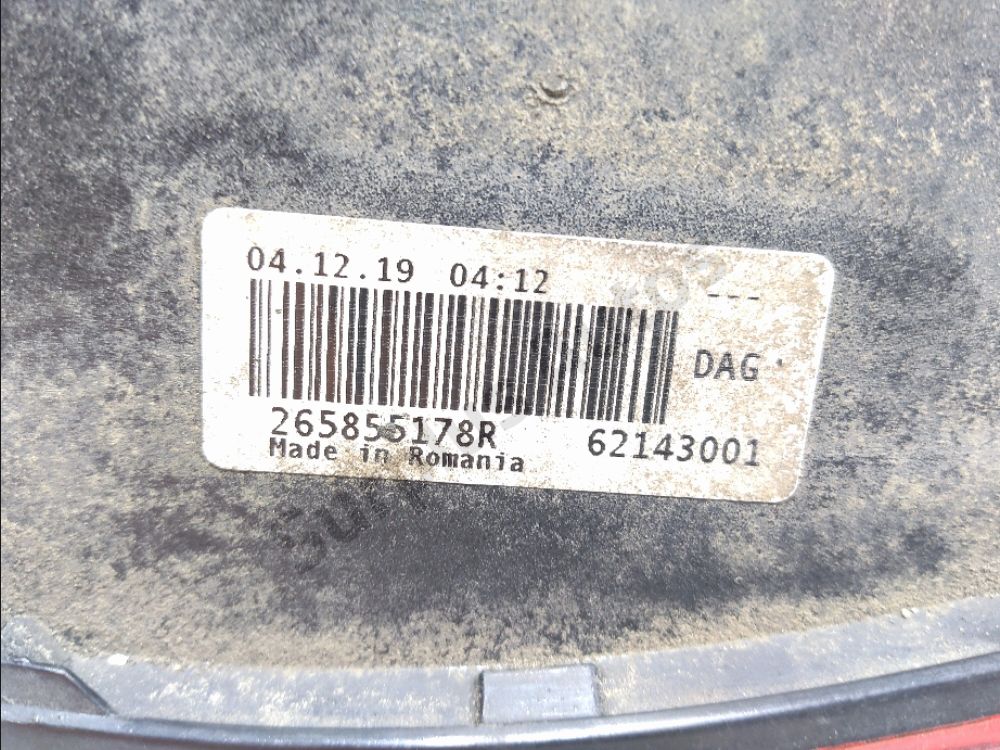 04.12.19 04:12 ---
DAG
265855178R 62143001
Made in Romania